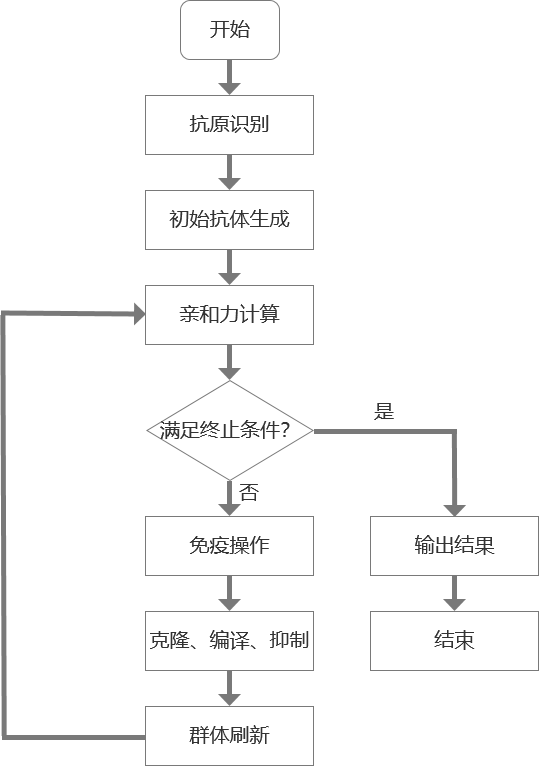 开始
抗原识别
初始抗体生成
亲和力计算
满足终止条件?
是
否
免疫操作
输出结果
克隆、编译、抑制
结束
群体刷新